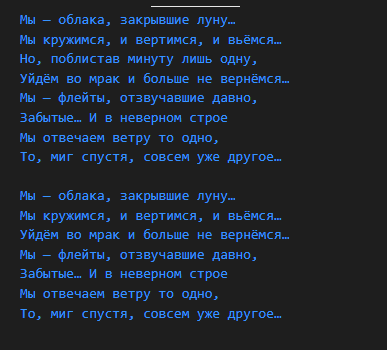 Мы — облака, закрывшие луну…
Мы кружимся, и вертимся, и вьёмся…
Но, поблистав минуту лишь одну,
Уйдём во мрак и больше не вернёмся…
Мы — флейты, отзвучавшие давно,
Забытые… И в неверном строе
Мы отвечаем ветру то одно,
То, миг спустя, совсем уже другое…

Мы — облака, закрывшие луну…
Мы кружимся, и вертимся, и вьёмся…
Уйдём во мрак и больше не вернёмся…
Мы — флейты, отзвучавшие давно,
Забытые… И в неверном строе
Мы отвечаем ветру то одно,
То, миг спустя, совсем уже другое…